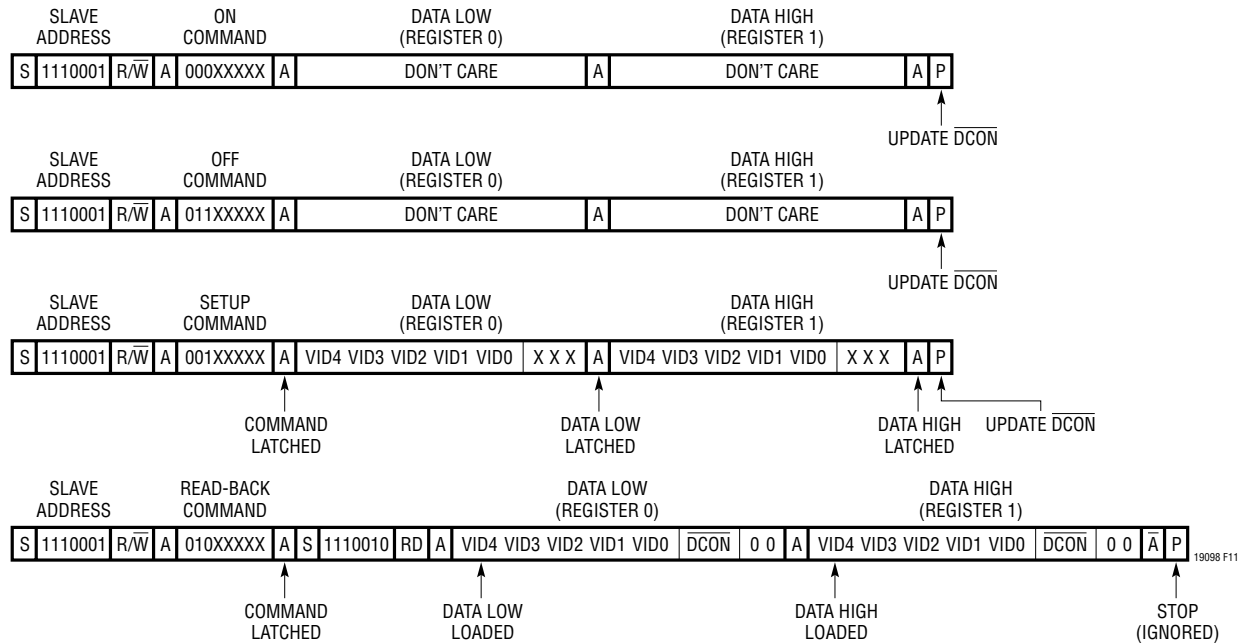 SLAVE ADDRESS ON COMMAND DATA LOW (REGISTER 0) DATA HIGH (REGISTER 1)
S 1110001 R/W̅ A 000XXXXX A DON'T CARE A DON'T CARE A P
UPDATE D̅C̅O̅N̅
SLAVE ADDRESS OFF COMMAND DATA LOW (REGISTER 0) DATA HIGH (REGISTER 1)
S 1110001 R/W̅ A 011XXXXX A DON'T CARE A DON'T CARE A P
UPDATE D̅C̅O̅N̅
SLAVE ADDRESS SETUP COMMAND DATA LOW (REGISTER 0) DATA HIGH (REGISTER 1)
S 1110001 R/W̅ A 001XXXXX A VID4 VID3 VID2 VID1 VID0 X X X A VID4 VID3 VID2 VID1 VID0 X X X A P
COMMAND LATCHED DATA LOW LATCHED DATA HIGH LATCHED UPDATE D̅C̅O̅N̅
SLAVE ADDRESS READ-BACK COMMAND DATA LOW (REGISTER 0) DATA HIGH (REGISTER 1)
S 1110001 R/W̅ A 010XXXXX A S 1110010 RD A VID4 VID3 VID2 VID1 VID0 D̅C̅O̅N̅ 0 0 A VID4 VID3 VID2 VID1 VID0 D̅C̅O̅N̅ 0 0 A̅ P
19098 F11
COMMAND LATCHED DATA LOW LOADED DATA HIGH LOADED STOP (IGNORED)